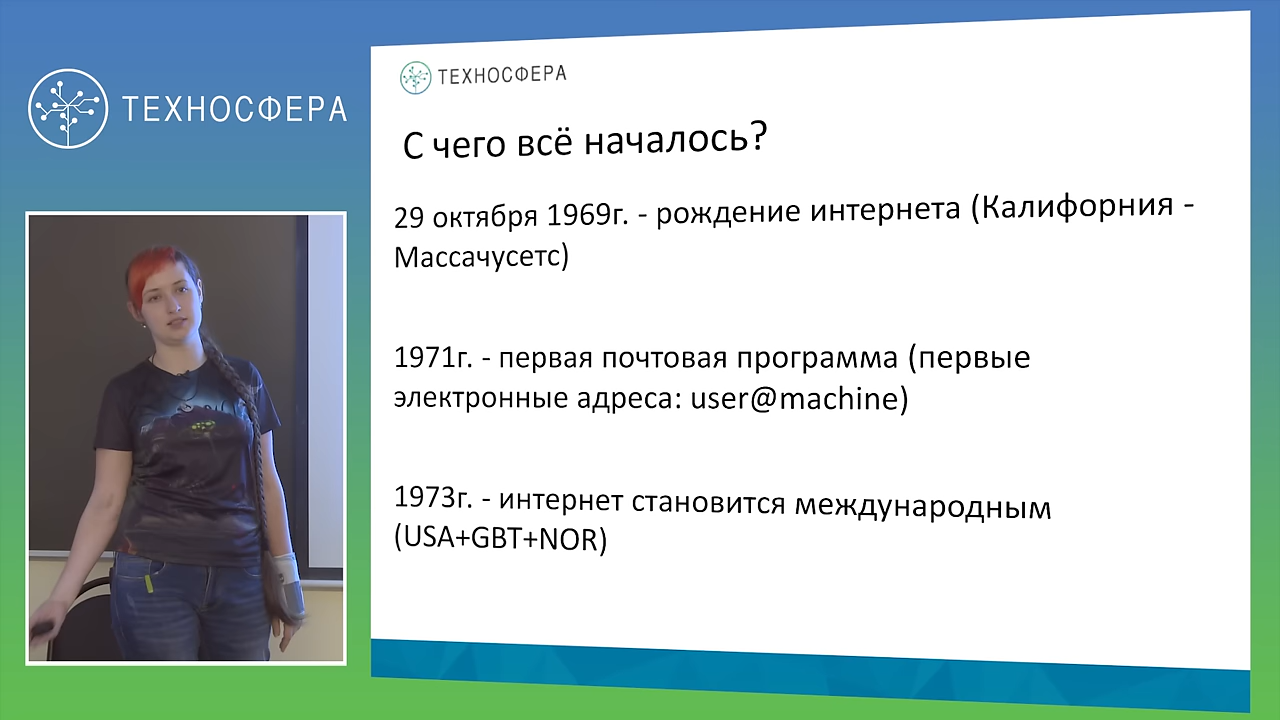 ТЕХНОСФЕРА
ТЕХНОСФЕРА
С чего всё началось?
29 октября 1969г. - рождение интернета (Калифорния -
Массачусетс)
1971г. - первая почтовая программа (первые
электронные адреса: user@machine)
1973г. - интернет становится международным
(USA+GBT+NOR)